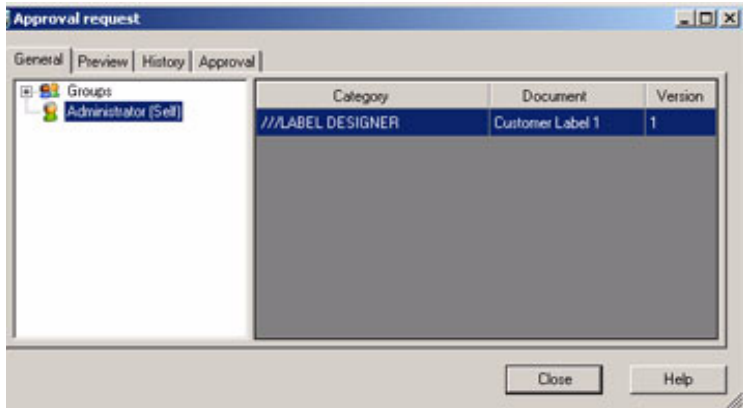 Approval request
General Preview History Approval
Groups
Administrator (Self)
Category Document Version
///LABEL DESIGNER Customer Label 1 1
Close Help